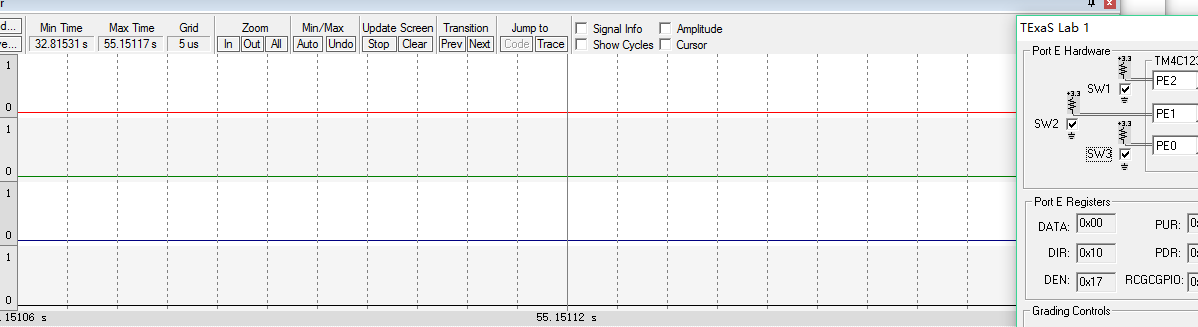 r
TExaS Lab 1
d...
Min Time Max Time Grid Zoom Min/Max Update Screen Transition Jump to Signal Info Amplitude
ve... 32.81531 s 55.15117 s 5 us In Out All Auto Undo Stop Clear Prev Next Code Trace Show Cycles Cursor
Port E Hardware
+3.3 TM4C123
SW1 PE2
+3.3
SW2 PE1
+3.3
SW3 PE0
1
0
1
0
1
0
1
0
Port E Registers
DATA: 0x00 PUR: 0
DIR: 0x10 PDR: 0
DEN: 0x17 RCGCGPIO: 0
Grading Controls
.15106 s 55.15112 s